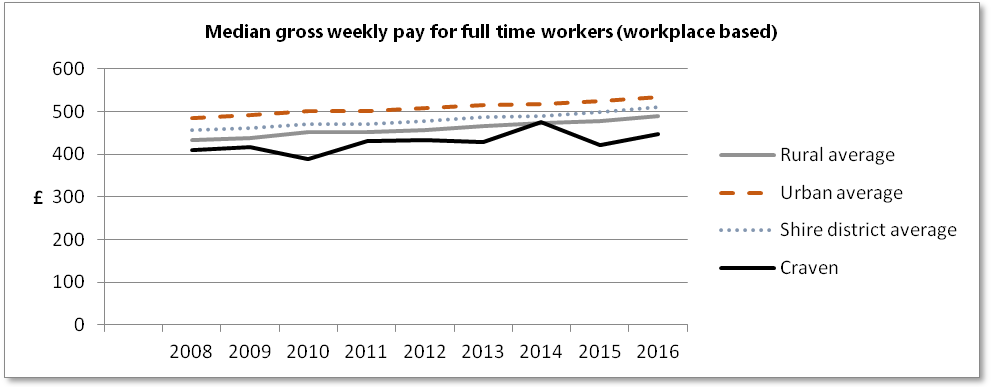 Median gross weekly pay for full time workers (workplace based)
600
500
400
300
200
100
0
£
2008 2009 2010 2011 2012 2013 2014 2015 2016
Rural average
Urban average
Shire district average
Craven